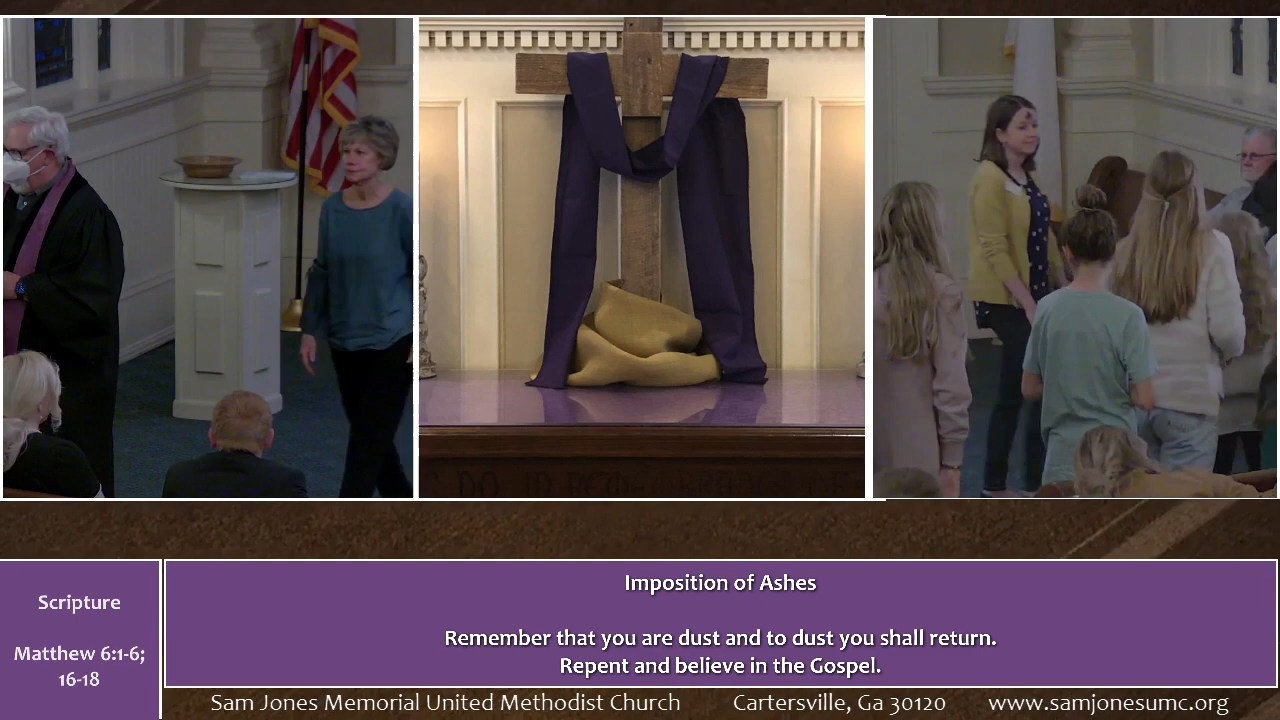 Scripture
Matthew 6:1-6;
16-18
Imposition of Ashes
Remember that you are dust and to dust you shall return.
Repent and believe in the Gospel.
Sam Jones Memorial United Methodist Church Cartersville, Ga 30120 www.samjonesumc.org